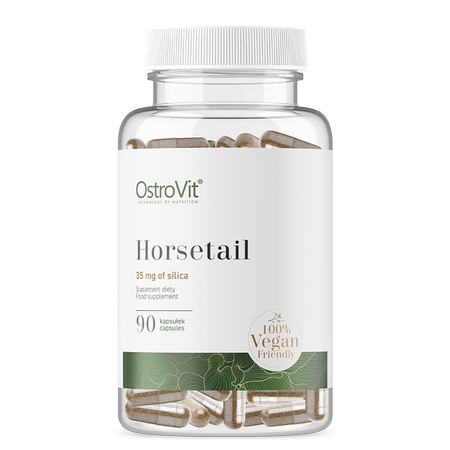 OstroVit®
TECHNOLOGY OF NUTRITION
Horsetail
35 mg of silica
Suplement diety
Food supplement
90 kapsułek
capsules
100%
Vegan
Friendly